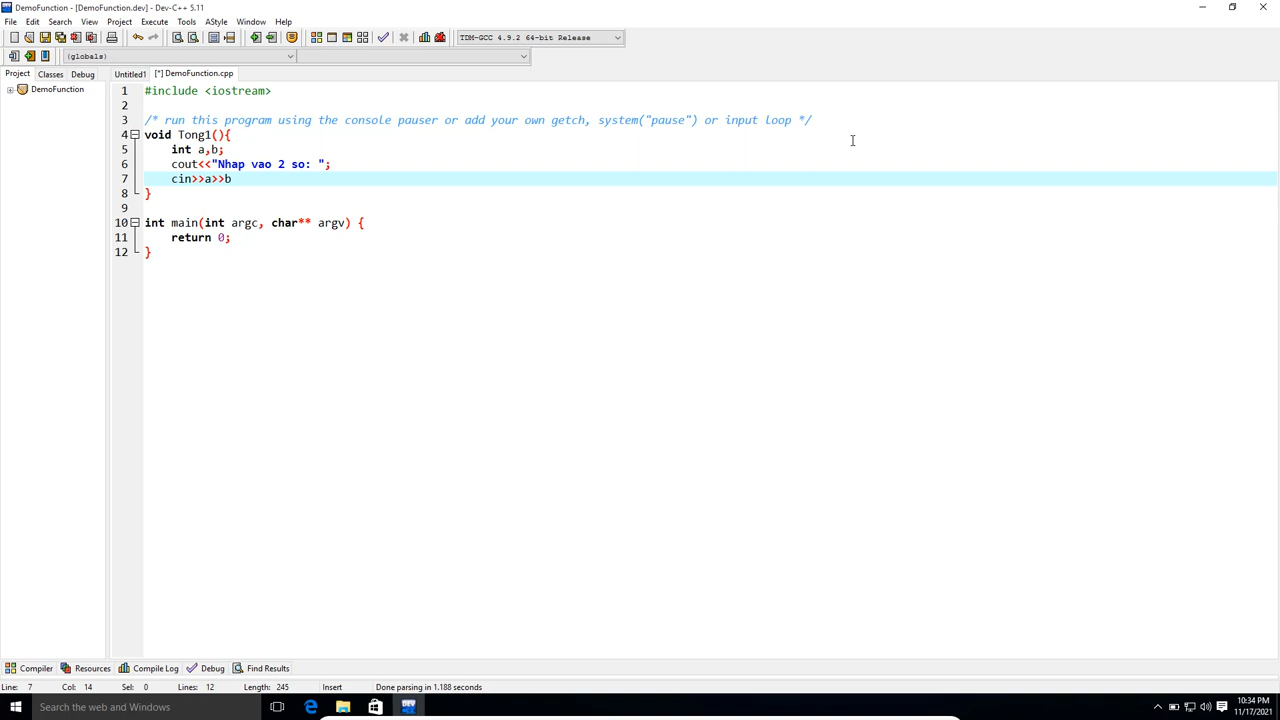 DemoFunction - [DemoFunction.dev] - Dev-C++ 5.11
File Edit Search View Project Execute Tools AStyle Window Help
TDM-GCC 4.9.2 64-bit Release
(globals)
Project Classes Debug Untitled1 [*] DemoFunction.cpp
DemoFunction
1 #include <iostream>
2
3 /* run this program using the console pauser or add your own getch, system("pause") or input loop */
4 void Tong1(){
5 int a,b;
6 cout<<"Nhap vao 2 so: ";
7 cin>>a>>b
8 }
9
10 int main(int argc, char** argv) {
11 return 0;
12 }
Compiler Resources Compile Log Debug Find Results
Line: 7 Col: 14 Sel: 0 Lines: 12 Length: 245 Insert Done parsing in 1.188 seconds
Search the web and Windows
DEV
10:34 PM
11/17/2021